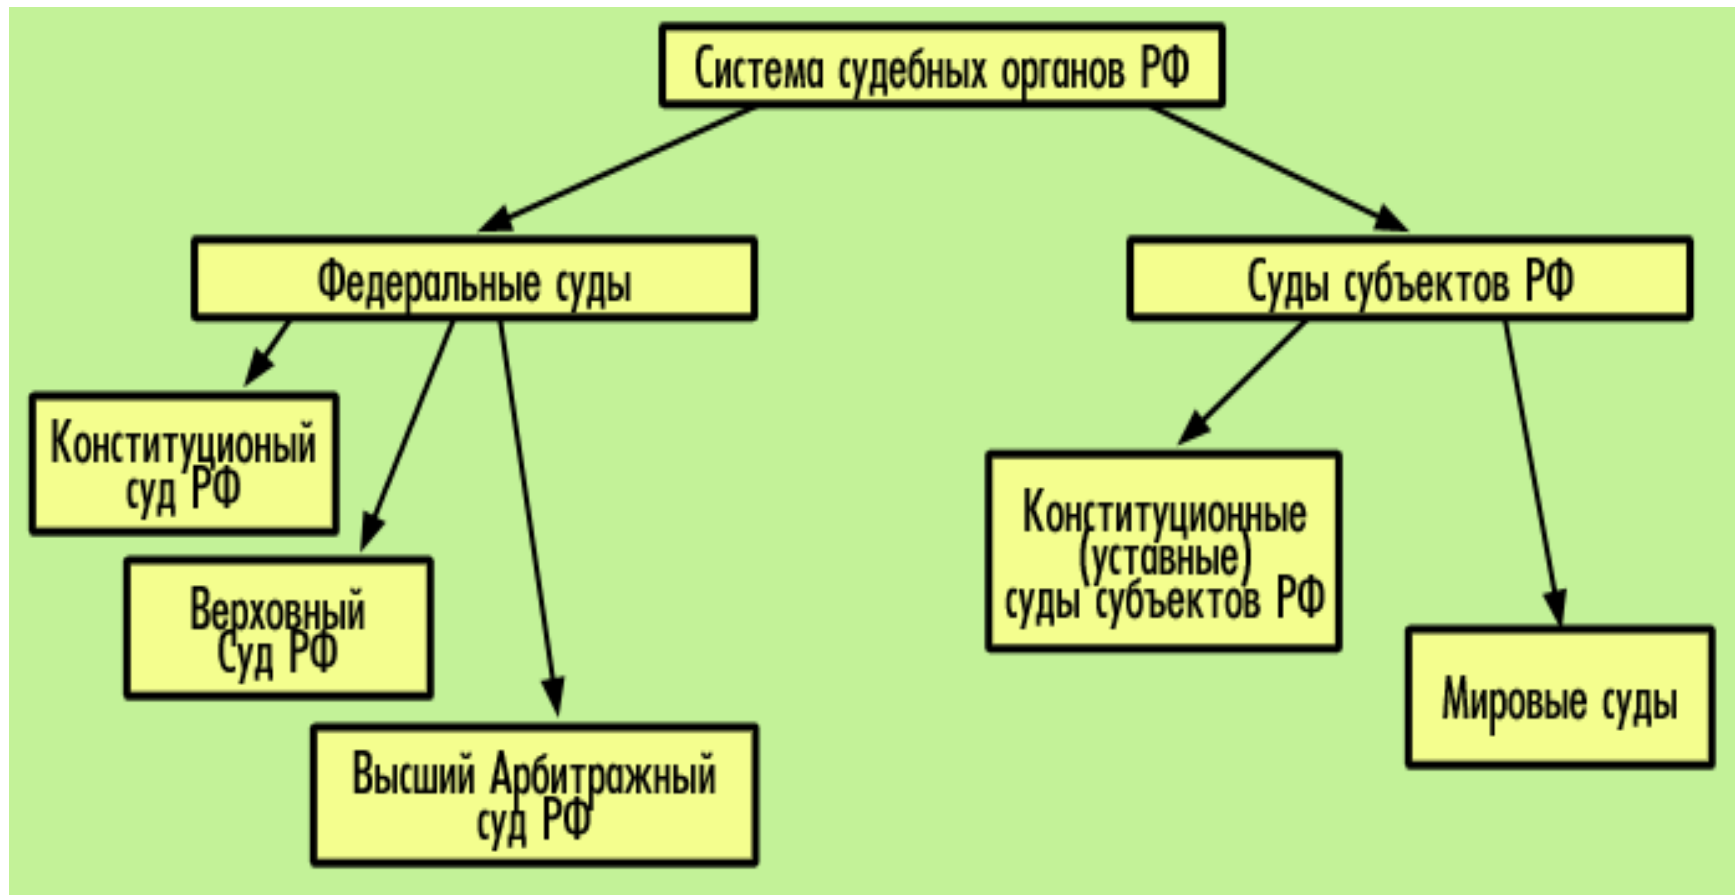 Система судебных органов РФ
Федеральные суды
Суды субъектов РФ
Конституционый
суд РФ
Верховный
Суд РФ
Высший Арбитражный
суд РФ
Конституционные
(уставные)
суды субъектов РФ
Мировые суды